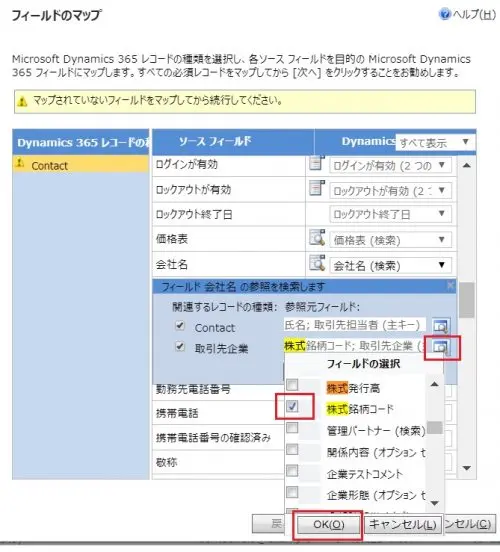 フィールドのマップ
ヘルプ(H)
Microsoft Dynamics 365 レコードの種類を選択し、各ソース フィールドを目的の Microsoft Dynamics
365 フィールドにマップします。すべての必須レコードをマップしてから [次へ] をクリックすることをお勧めします。
マップされていないフィールドをマップしてから続行してください。
Dynamics 365 レコードの
ソース フィールド
Dynamics
すべて表示
Contact
ログインが有効
ログインが有効 (2 つの
ロックアウトが有効
ロックアウトが有効 (2
ロックアウト終了日
ロックアウト終了日
価格表
価格表 (検索)
会社名
会社名 (検索)
フィールド 会社名 の参照を検索します
関連するレコードの種類:
参照元フィールド:
Contact
氏名; 取引先担当者 (主キー)
取引先企業
株式銘柄コード; 取引先企業
フィールドの選択
勤務先電話番号
株式発行高
携帯電話
株式銘柄コード
携帯電話番号の確認済み
管理パートナー (検索)
敬称
関係内容 (オプション セ
企業テストコメント
企業形態 (オプション セ
戻
OK(O)
キャンセル(L)
ンセル(C)